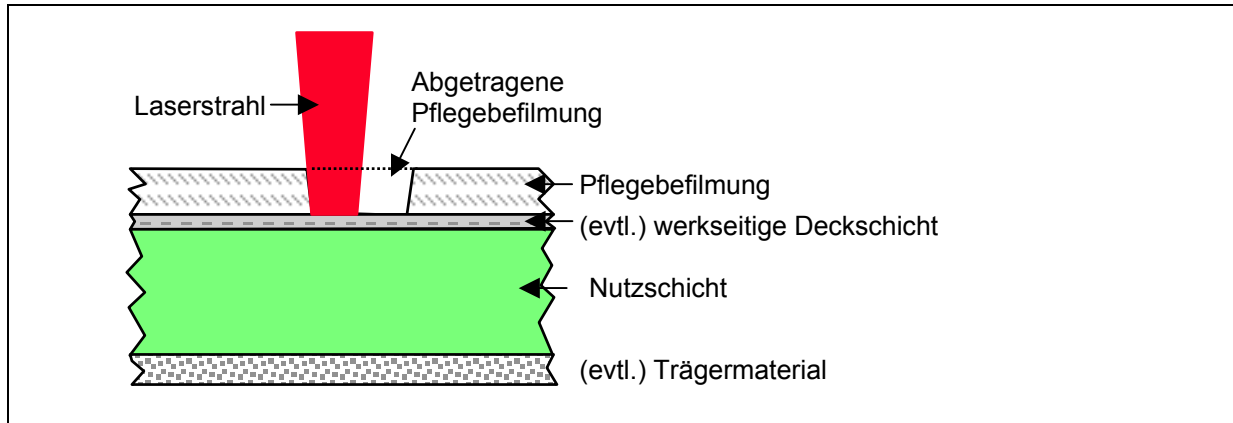 Laserstrahl
Abgetragene
Pflegebefilmung
Pflegebefilmung
(evtl.) werkseitige Deckschicht
Nutzschicht
(evtl.) Trägermaterial